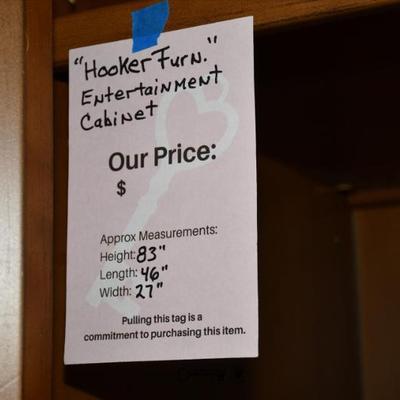 "Hooker Furn."
Entertainment
Cabinet
Our Price:
$
Approx Measurements:
Height: 83"
Length: 46"
Width: 27"
Pulling this tag is a
commitment to purchasing this item.